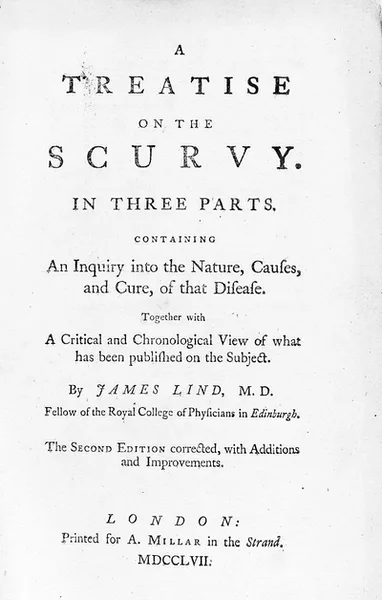 A
TREATISE
ON THE
SCURVY.
IN THREE PARTS.
CONTAINING
An Inquiry into the Nature, Cauſes,
and Cure, of that Diſeaſe.
Together with
A Critical and Chronological View of what
has been publiſhed on the Subject.
By JAMES LIND, M. D.
Fellow of the Royal College of Phyſicians in Edinburgh.
The SECOND EDITION corrected, with Additions
and Improvements.
LONDON:
Printed for A. MILLAR in the Strand.
MDCCLVII.